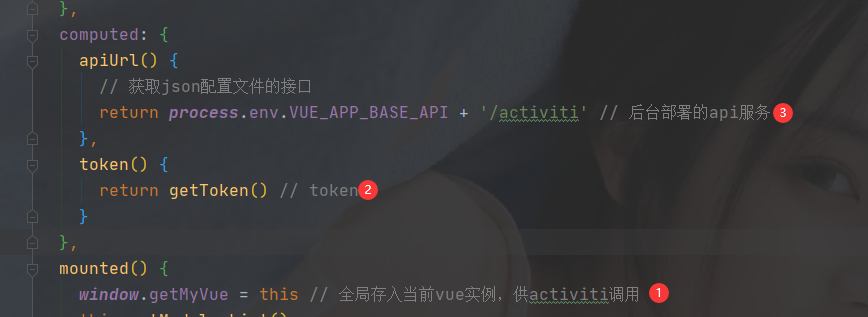 },
computed: {
apiUrl() {
// 获取json配置文件的接口
return process.env.VUE_APP_BASE_API + '/activiti' // 后台部署的api服务 3
},
token() {
return getToken() // token 2
}
},
mounted() {
window.getMyVue = this // 全局存入当前vue实例，供activiti调用 1